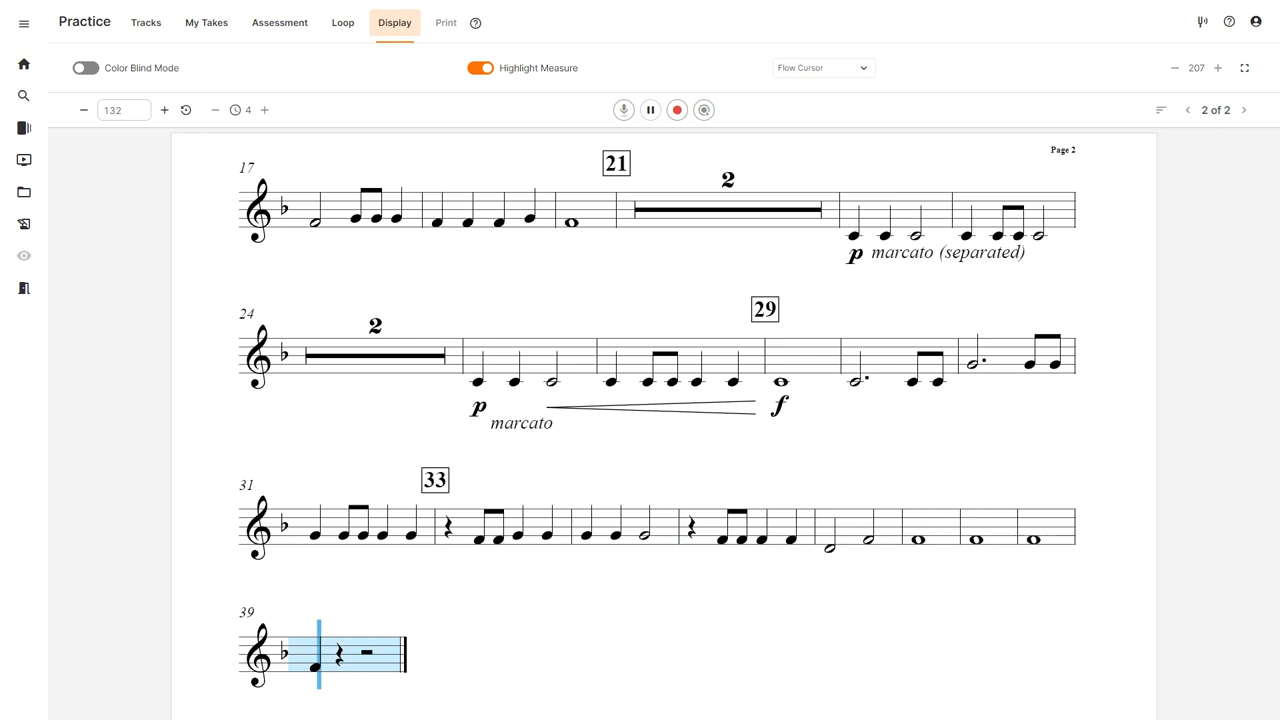 Practice Tracks My Takes Assessment Loop Display Print
Color Blind Mode Highlight Measure Flow Cursor 207
132 4 2 of 2
Page 2
17 21 2
p marcato (separated)
24 2 29
p f
marcato
31 33
39